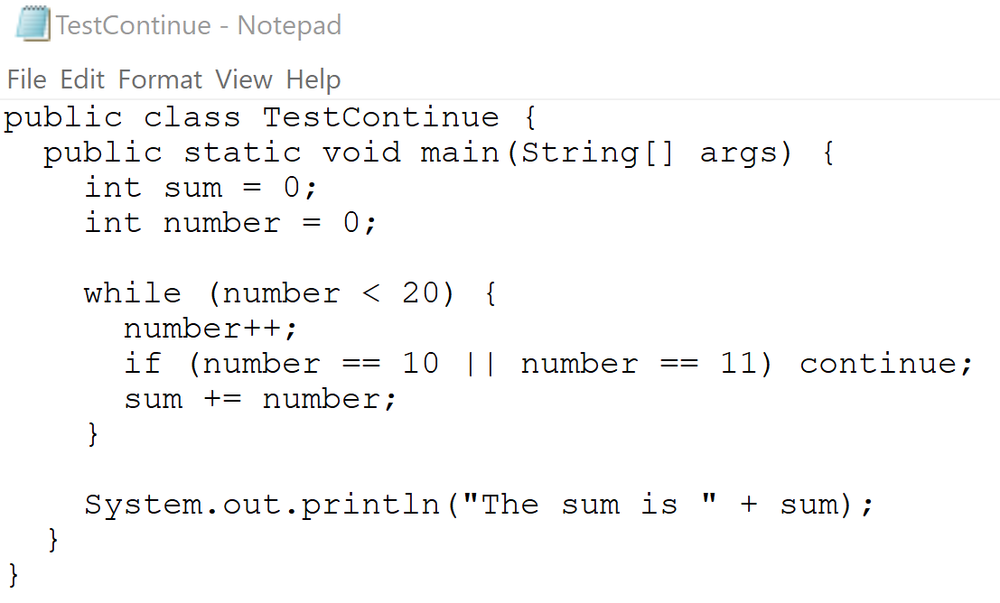 TestContinue - Notepad
File Edit Format View Help
public class TestContinue {
  public static void main(String[] args) {
    int sum = 0;
    int number = 0;

    while (number < 20) {
      number++;
      if (number == 10 || number == 11) continue;
      sum += number;
    }

    System.out.println("The sum is " + sum);
  }
}